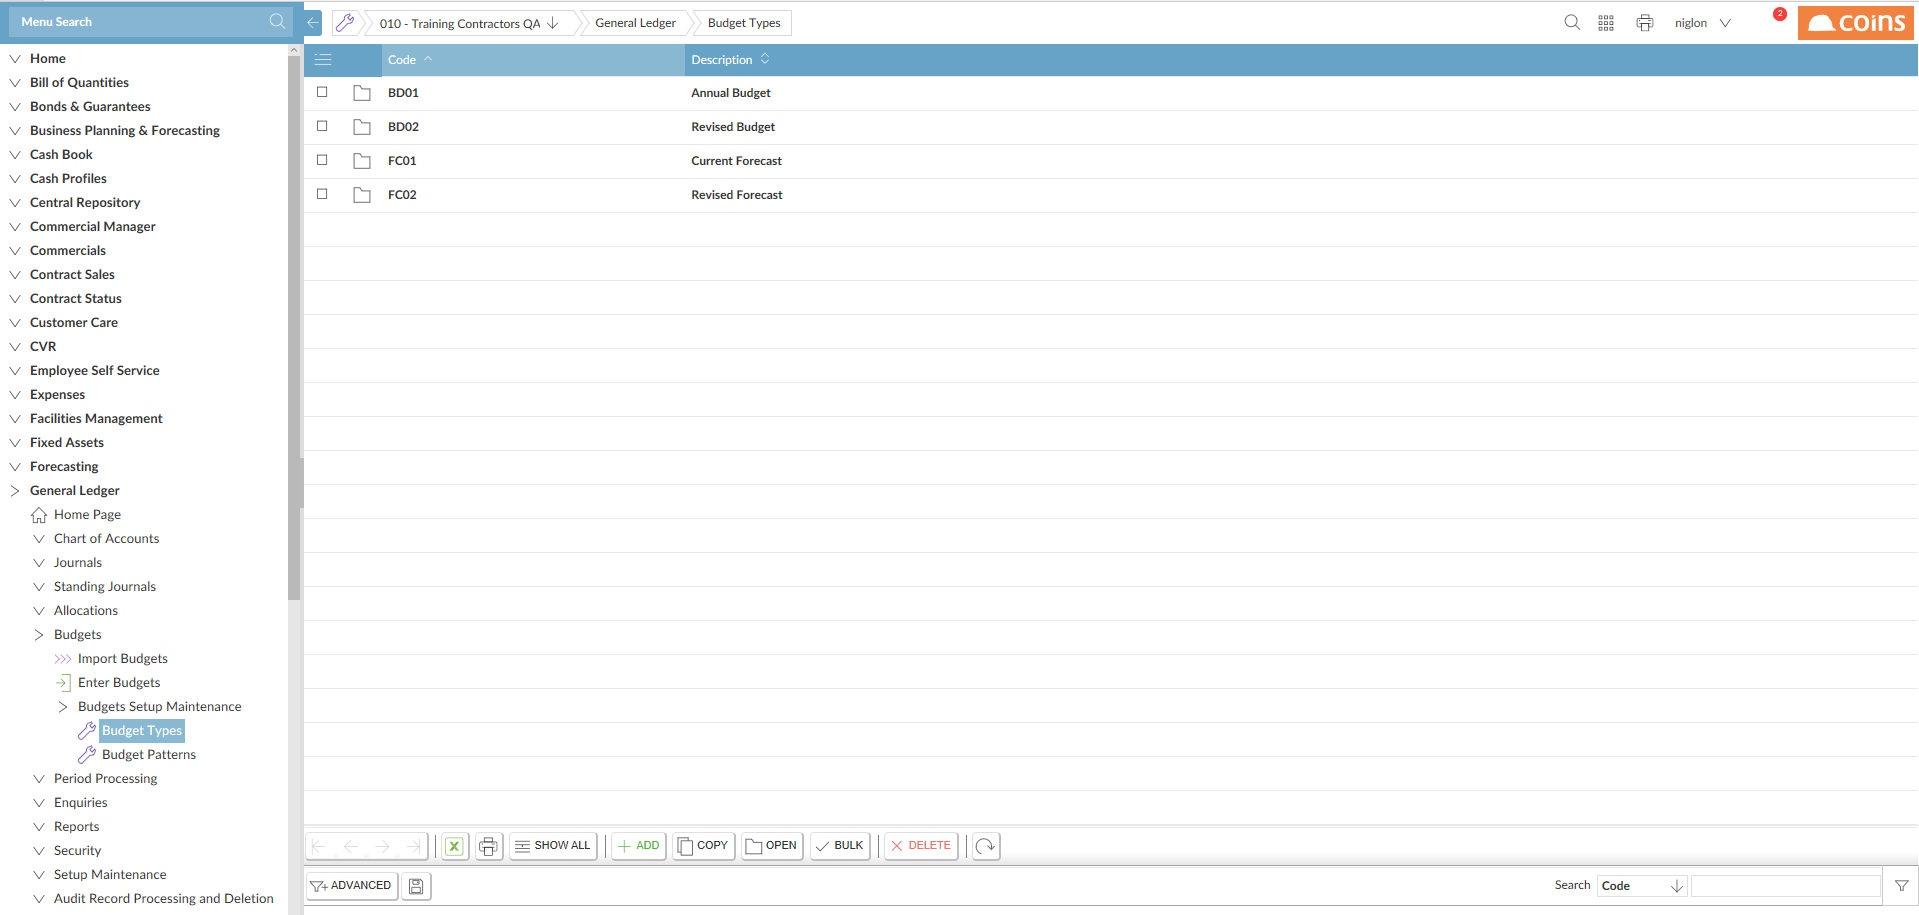 Menu Search
010 - Training Contractors QA
General Ledger
Budget Types
niglon
2
coins
Home
Bill of Quantities
Bonds & Guarantees
Business Planning & Forecasting
Cash Book
Cash Profiles
Central Repository
Commercial Manager
Commercials
Contract Sales
Contract Status
Customer Care
CVR
Employee Self Service
Expenses
Facilities Management
Fixed Assets
Forecasting
General Ledger
Home Page
Chart of Accounts
Journals
Standing Journals
Allocations
Budgets
Import Budgets
Enter Budgets
Budgets Setup Maintenance
Budget Types
Budget Patterns
Period Processing
Enquiries
Reports
Security
Setup Maintenance
Audit Record Processing and Deletion
Code Description
BD01 Annual Budget
BD02 Revised Budget
FC01 Current Forecast
FC02 Revised Forecast
SHOW ALL ADD COPY OPEN BULK DELETE
ADVANCED
Search Code